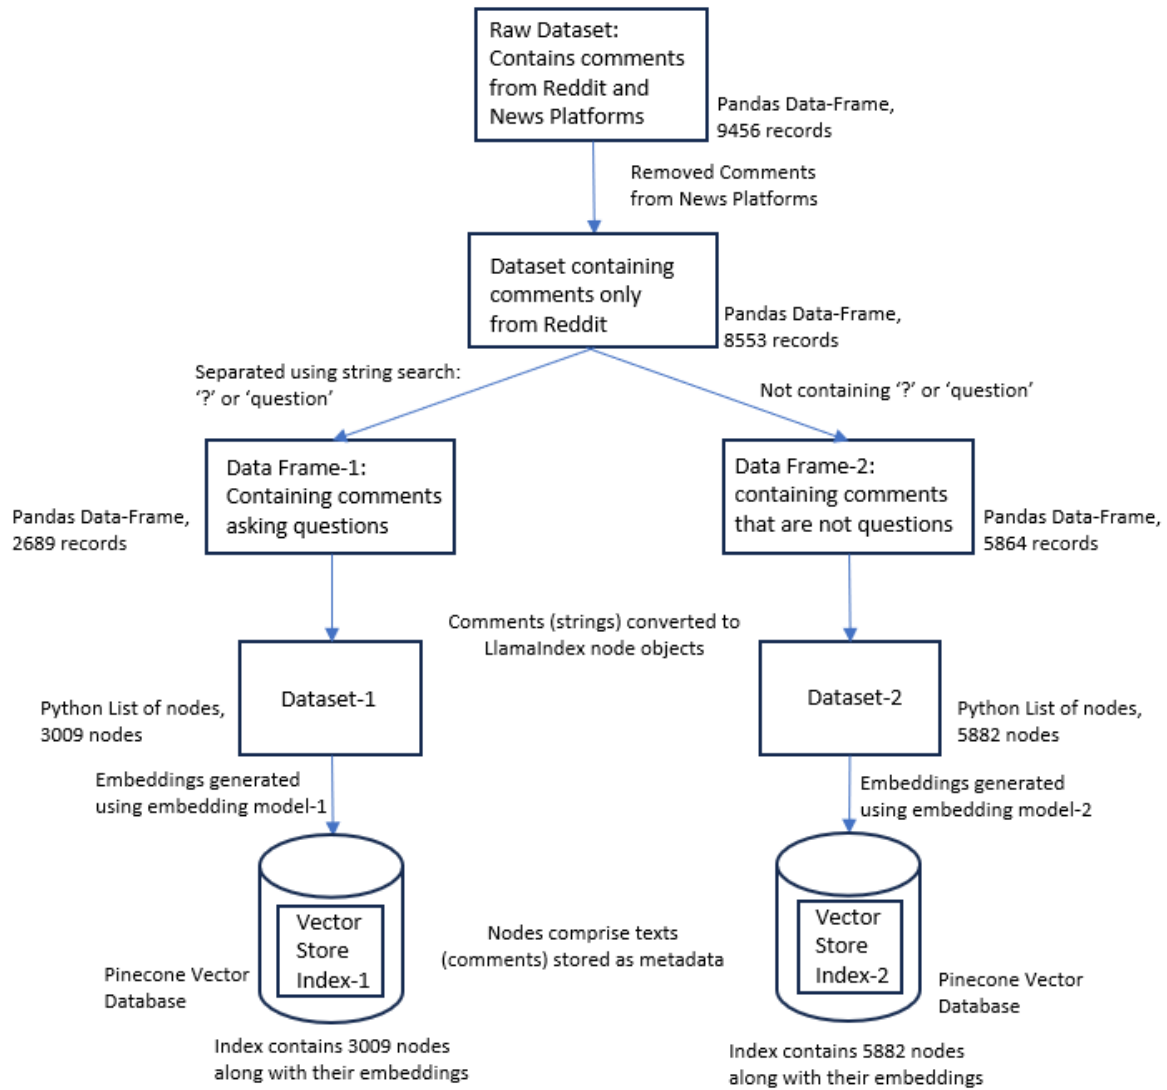 Raw Dataset:
Contains comments
from Reddit and
News Platforms
Pandas Data-Frame,
9456 records
Removed Comments
from News Platforms
Dataset containing
comments only
from Reddit
Pandas Data-Frame,
8553 records
Separated using string search:
‘?’ or ‘question’
Not containing ‘?’ or ‘question’
Data Frame-1:
Containing comments
asking questions
Pandas Data-Frame,
2689 records
Data Frame-2:
containing comments
that are not questions
Pandas Data-Frame,
5864 records
Comments (strings) converted to
LlamaIndex node objects
Dataset-1
Python List of nodes,
3009 nodes
Dataset-2
Python List of nodes,
5882 nodes
Embeddings generated
using embedding model-1
Embeddings generated
using embedding model-2
Vector
Store
Index-1
Pinecone Vector
Database
Nodes comprise texts
(comments) stored as metadata
Vector
Store
Index-2
Pinecone Vector
Database
Index contains 3009 nodes
along with their embeddings
Index contains 5882 nodes
along with their embeddings